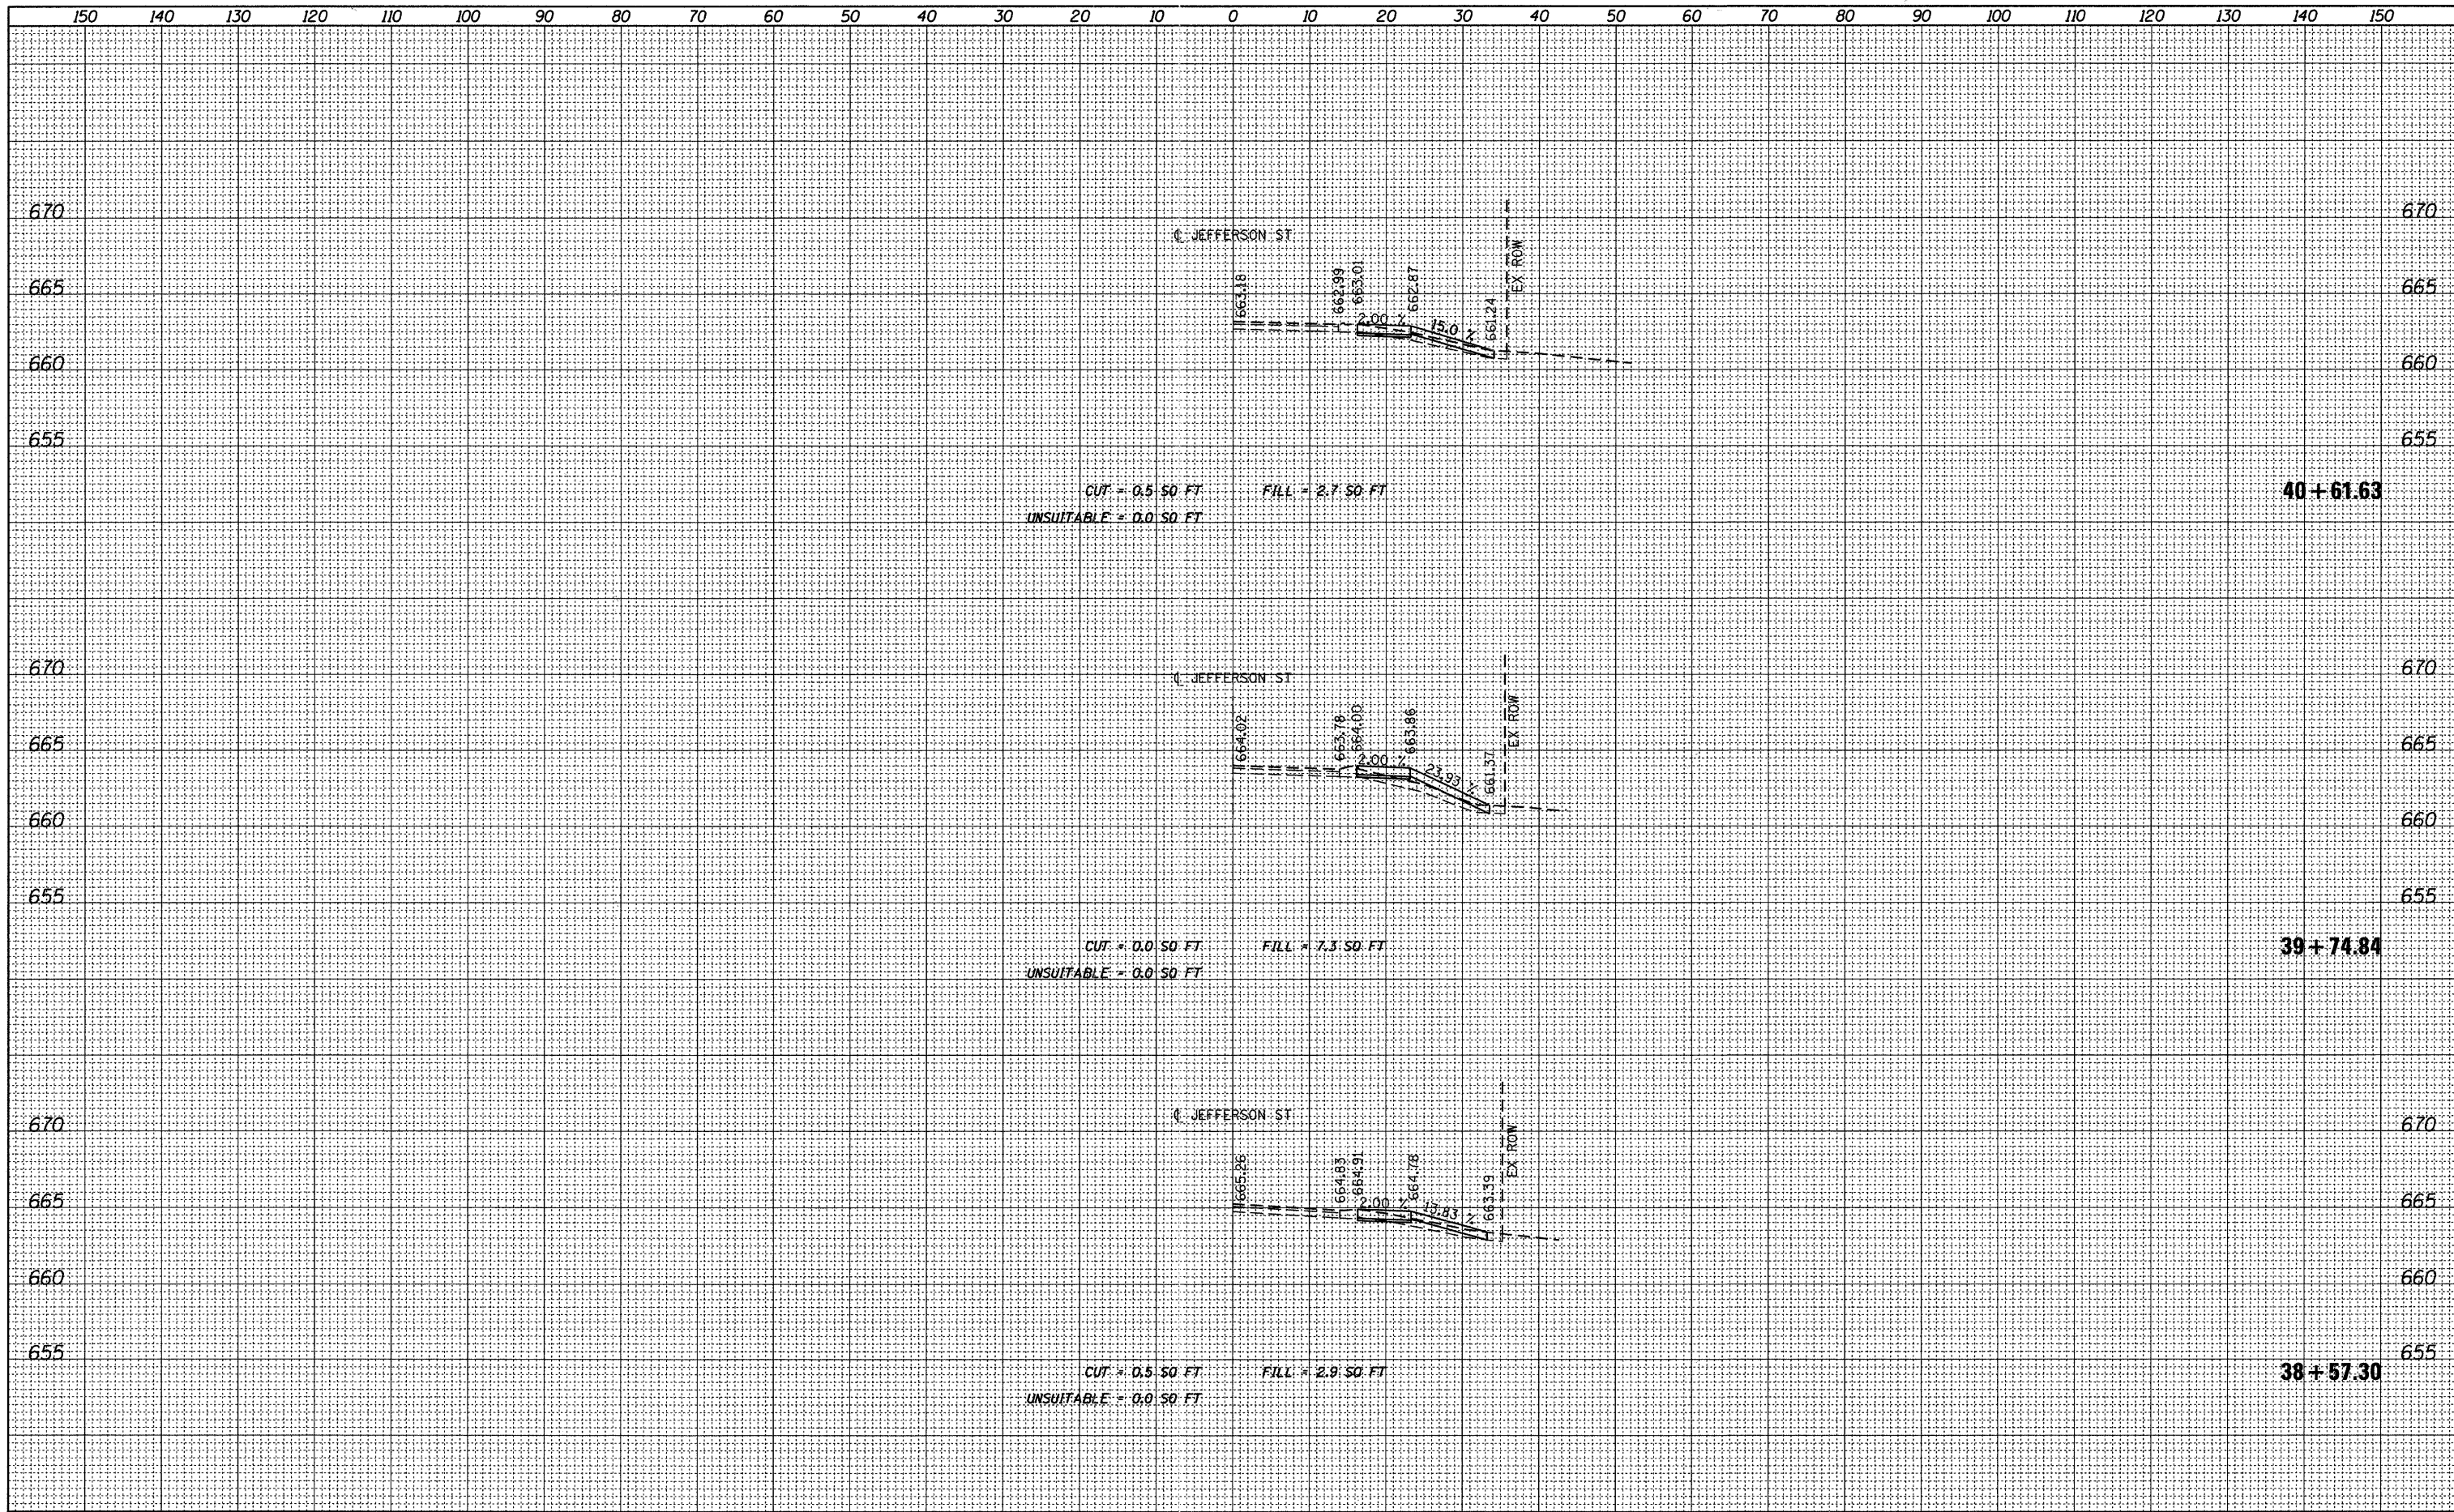 150 140 130 120 110 100 90 80 70 60 50 40 30 20 10 0 10 20 30 40 50 60 70 80 90 100 110 120 130 140 150
670 670
℄ JEFFERSON ST
EX ROW
665 665
663.18 662.99 663.01 662.87 661.24
2.00 % 15.0 %
660 660
655 655
CUT = 0.5 SQ FT FILL = 2.7 SQ FT 40+61.63
UNSUITABLE = 0.0 SQ FT
670 670
℄ JEFFERSON ST
EX ROW
665 665
664.02 663.78 664.00 663.86 661.37
2.00 % 23.93 %
660 660
655 655
CUT = 0.0 SQ FT FILL = 7.3 SQ FT 39+74.84
UNSUITABLE = 0.0 SQ FT
℄ JEFFERSON ST
670 670
EX ROW
665.26 664.83 664.91 664.78 663.39
665 665
2.00 % 13.83 %
660 660
655 655
CUT = 0.5 SQ FT FILL = 2.9 SQ FT 38+57.30
UNSUITABLE = 0.0 SQ FT